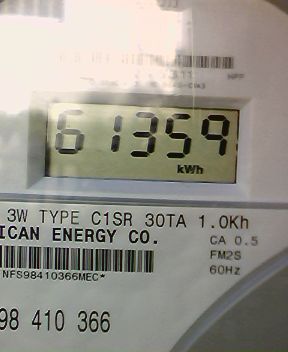 61359
kWh
3W TYPE C1SR 30TA 1.0Kh
ICAN ENERGY CO.
CA 0.5
FM2S
60Hz
NFS98410366MEC*
98 410 366